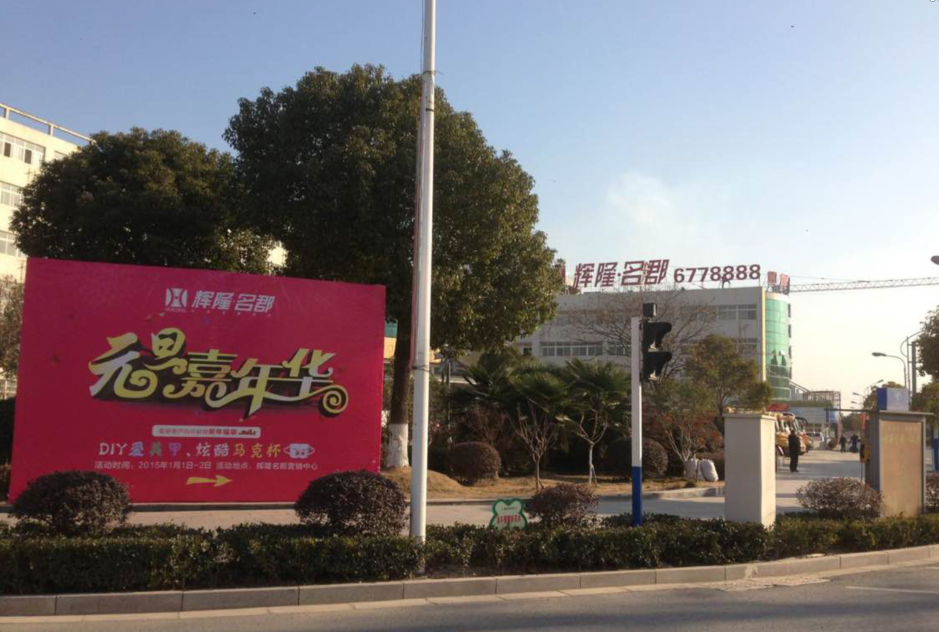 辉隆·名郡
元旦嘉年华
DIY爱美甲、炫酷马克杯
活动时间：2015年1月1日-2日 活动地点：辉隆名郡营销中心
辉隆·名郡 6778888